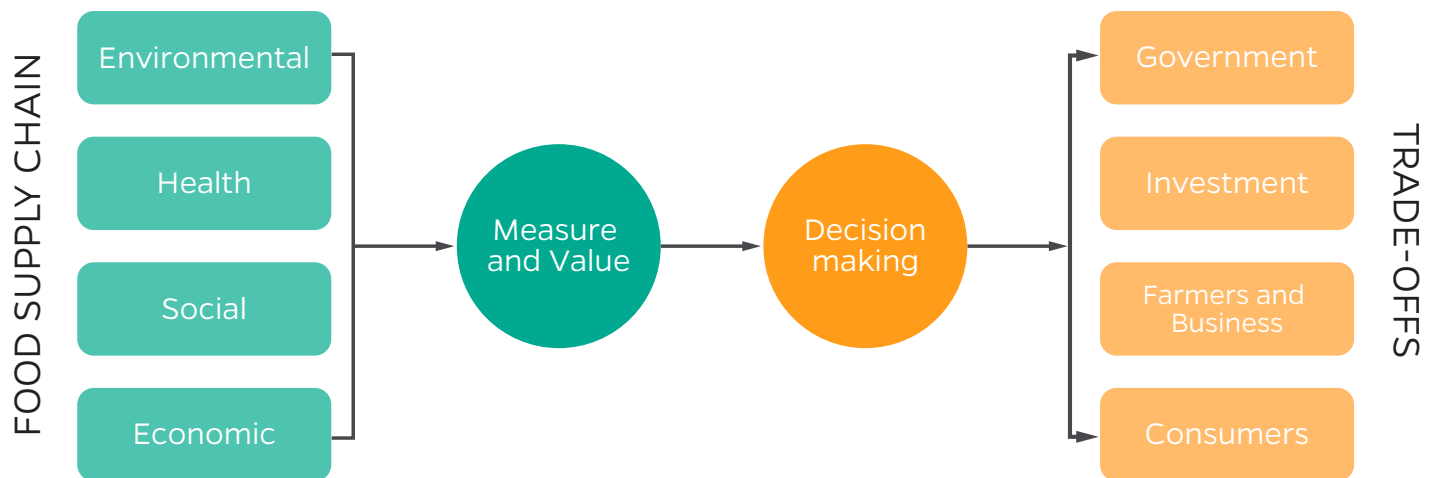 FOOD SUPPLY CHAIN
Environmental
Health
Social
Economic
Measure
and Value
Decision
making
Government
Investment
Farmers and
Business
Consumers
TRADE-OFFS